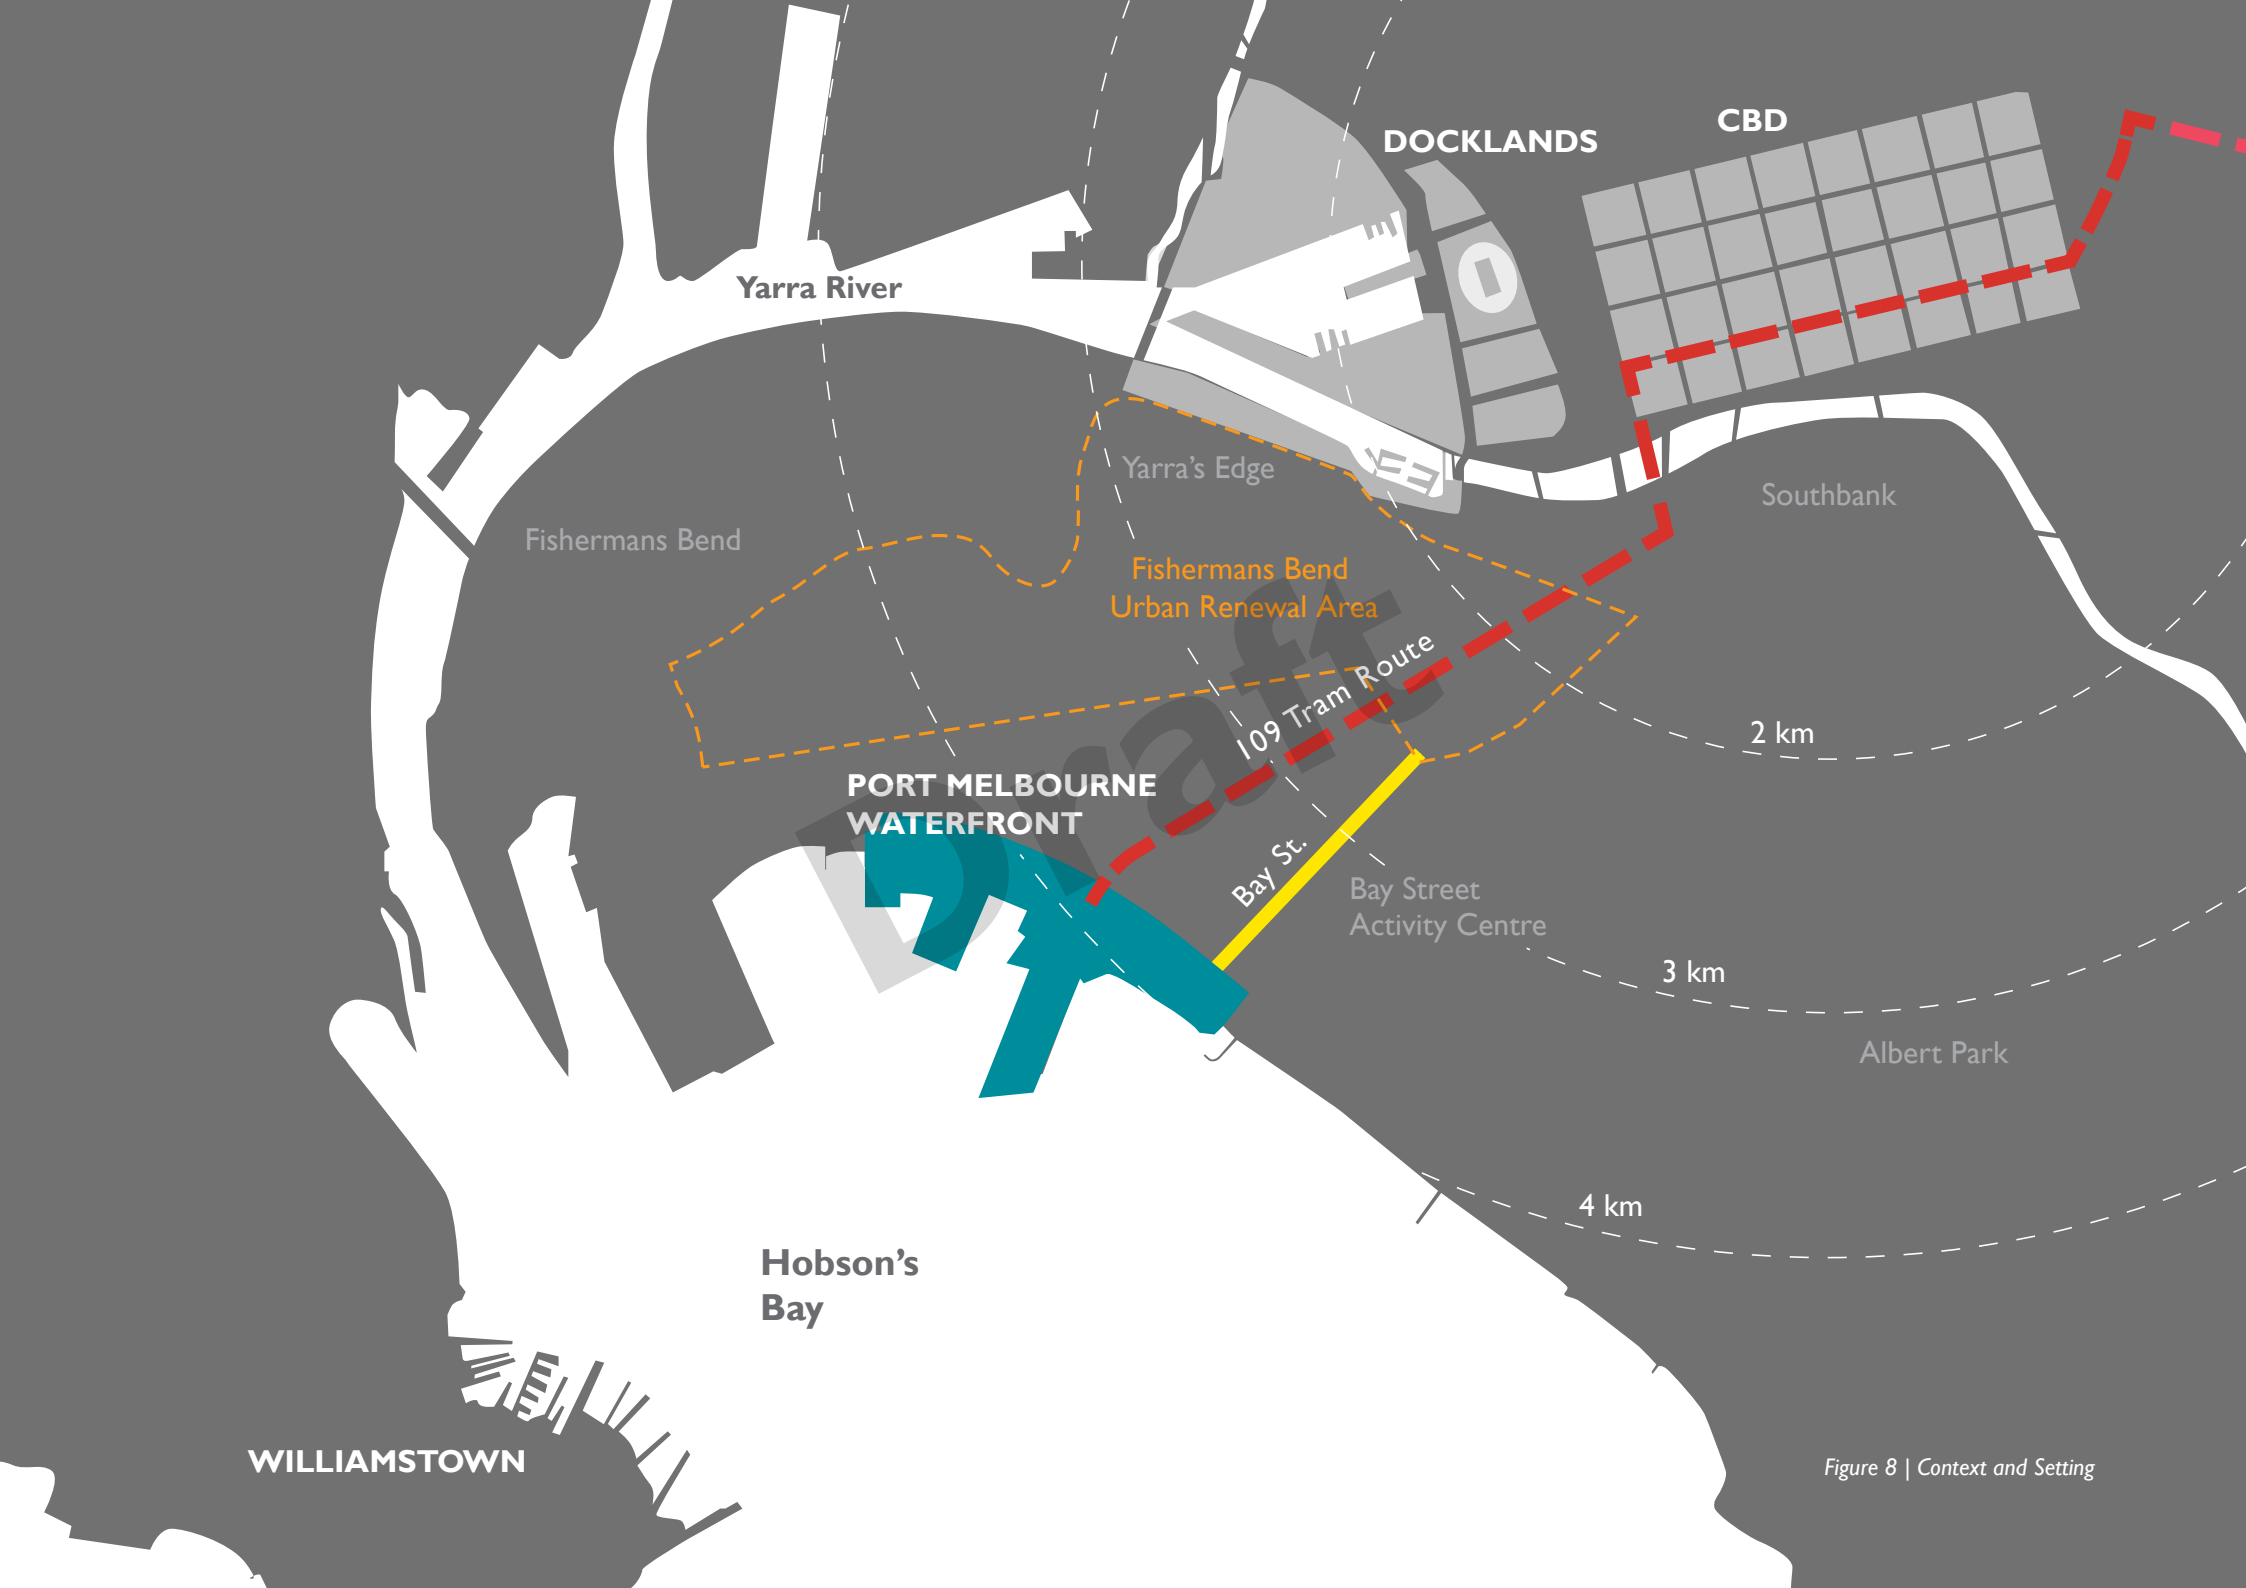 CBD
DOCKLANDS
Yarra River
Yarra's Edge
Southbank
Fishermans Bend
Fishermans Bend
Urban Renewal Area
109 Tram Route
2 km
PORT MELBOURNE
WATERFRONT
Draft
Bay St.
Bay Street
Activity Centre
3 km
Albert Park
4 km
Hobson's
Bay
WILLIAMSTOWN
Figure 8 | Context and Setting